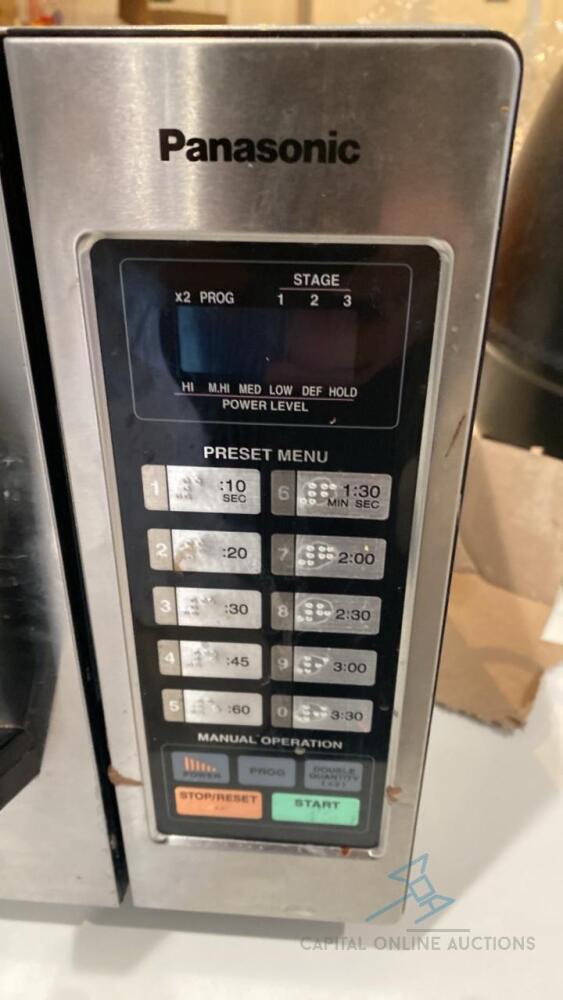 Panasonic
STAGE
x2 PROG 1 2 3
HI M.HI MED LOW DEF HOLD
POWER LEVEL
PRESET MENU
1 :10 SEC
6 1:30 MIN SEC
2 :20
7 2:00
3 :30
8 2:30
4 :45
9 3:00
5 :60
0 3:30
MANUAL OPERATION
POWER PROG DOUBLE QUANTITY
STOP/RESET START
CAPITAL ONLINE AUCTIONS